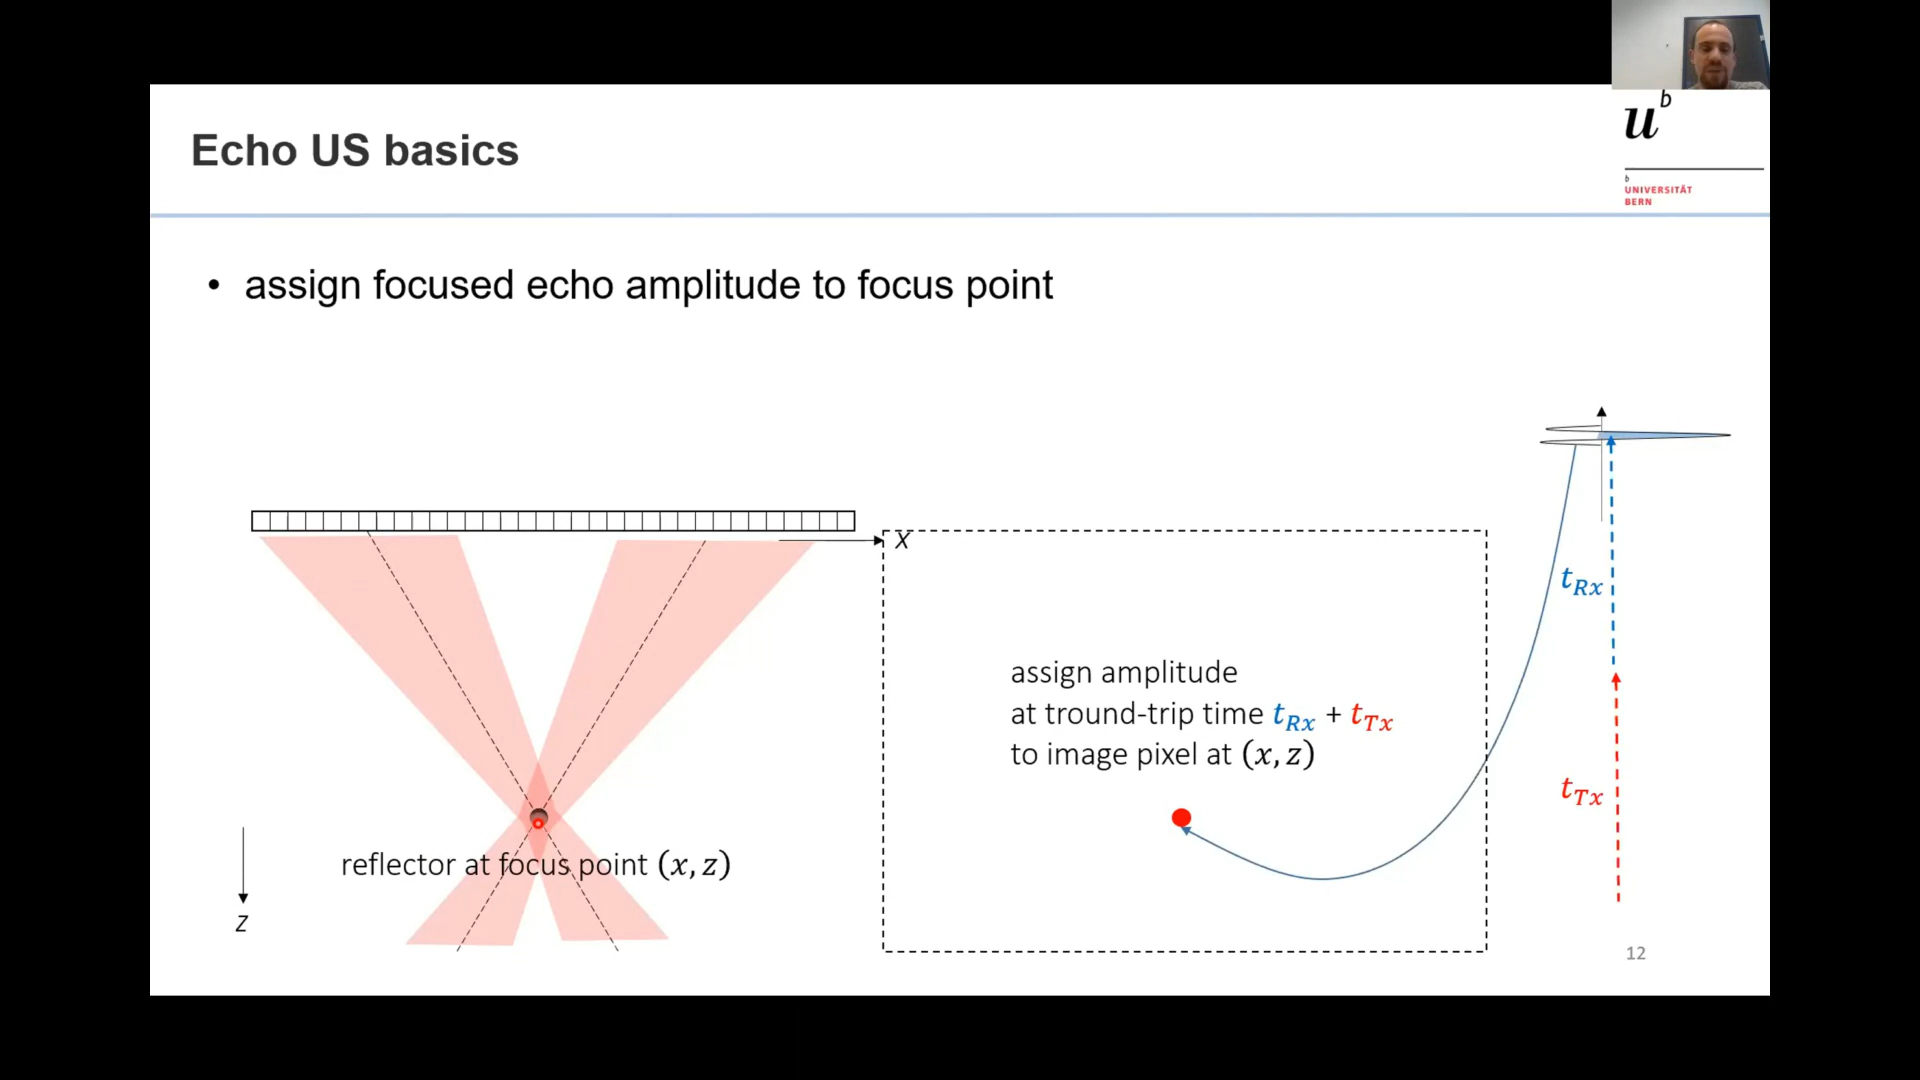 Echo US basics
u^b
b
UNIVERSITÄT
BERN
• assign focused echo amplitude to focus point
X
t_Rx
assign amplitude
at tround-trip time t_Rx + t_Tx
to image pixel at (x, z)
t_Tx
reflector at focus point (x, z)
Z
12